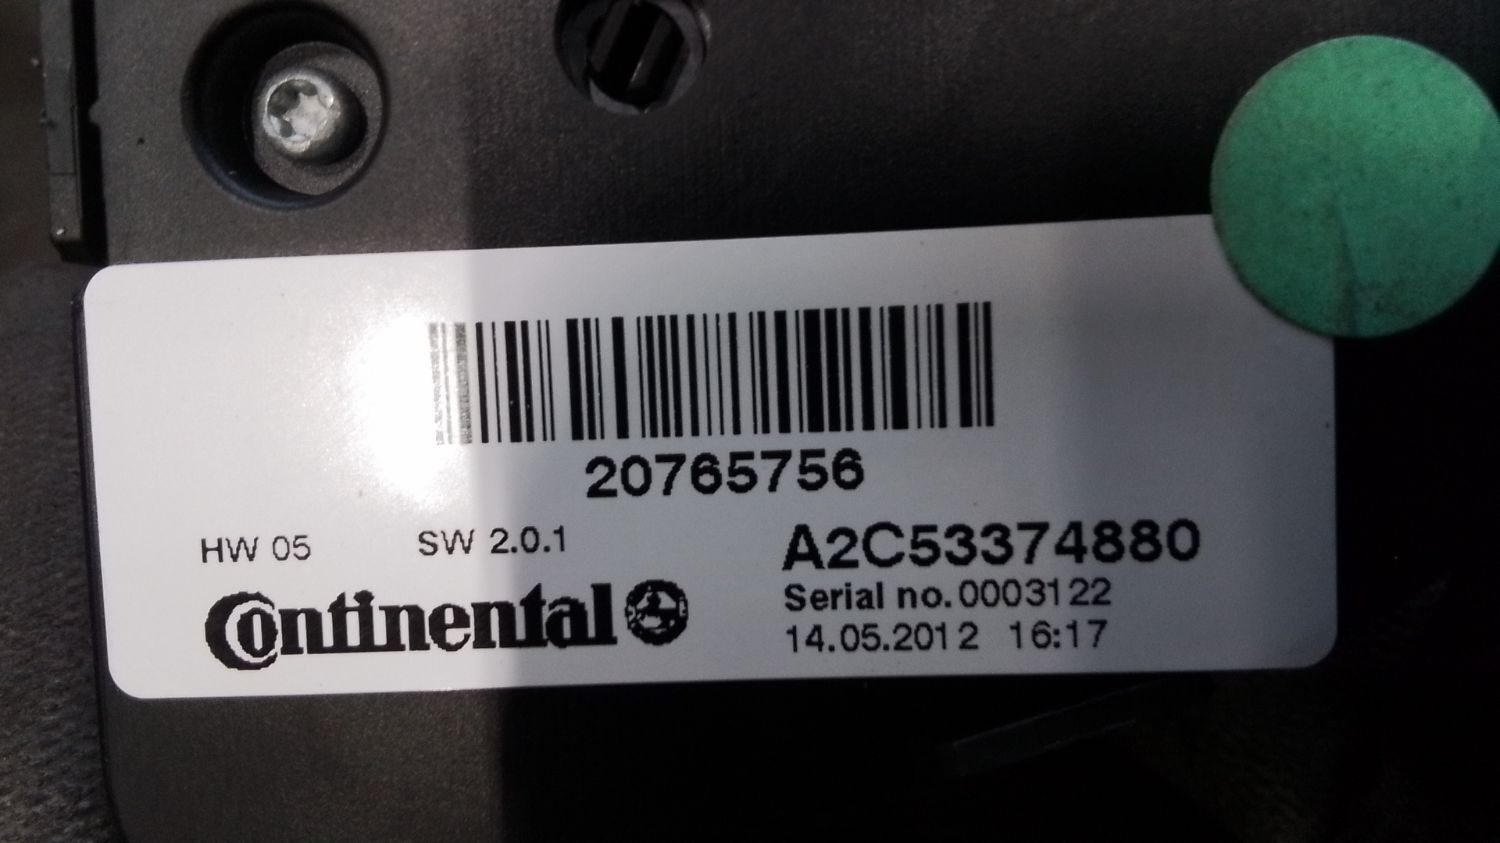 20765756
HW 05 SW 2.0.1
A2C53374880
Continental
Serial no. 0003122
14.05.2012 16:17